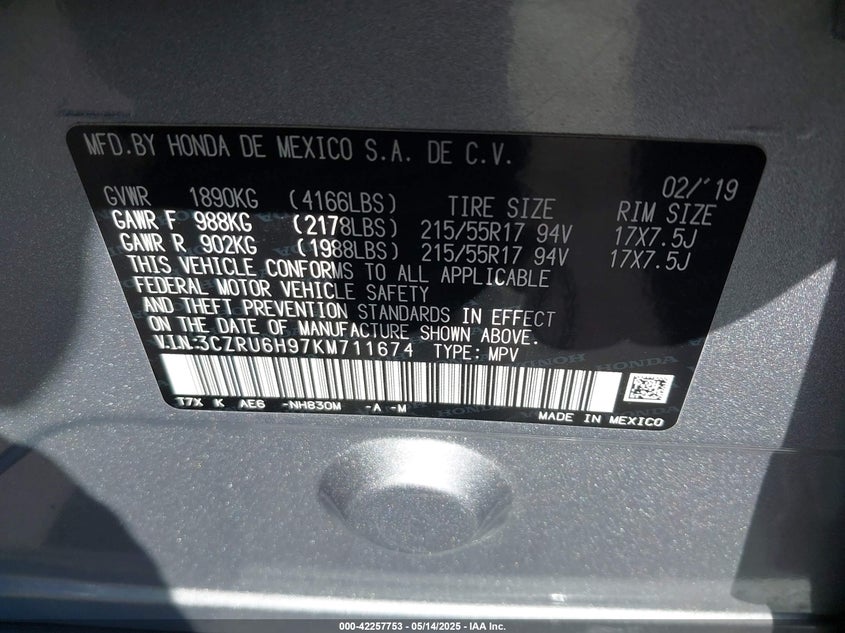 MFD.BY HONDA DE MEXICO S.A. DE C.V.
02/'19
GVWR 1890KG (4166LBS) TIRE SIZE RIM SIZE
GAWR F 988KG (2178LBS) 215/55R17 94V 17X7.5J
GAWR R 902KG (1988LBS) 215/55R17 94V 17X7.5J
THIS VEHICLE CONFORMS TO ALL APPLICABLE
FEDERAL MOTOR VEHICLE SAFETY
AND THEFT PREVENTION STANDARDS IN EFFECT
ON THE DATE OF MANUFACTURE SHOWN ABOVE.
V.I.N:3CZRU6H97KM711674 TYPE: MPV
T7X K AE6 -NH830M -A -M
MADE IN MEXICO
000-42257753 - 05/14/2025 - IAA Inc.